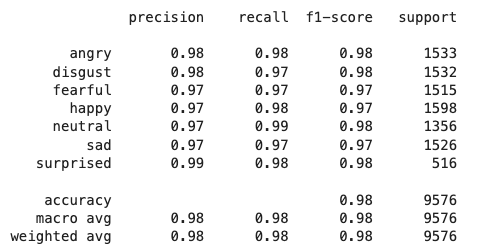 precision recall f1-score support
angry 0.98 0.98 0.98 1533
disgust 0.98 0.97 0.98 1532
fearful 0.97 0.97 0.97 1515
happy 0.97 0.98 0.97 1598
neutral 0.97 0.99 0.98 1356
sad 0.97 0.97 0.97 1526
surprised 0.99 0.98 0.98 516
accuracy 0.98 9576
macro avg 0.98 0.98 0.98 9576
weighted avg 0.98 0.98 0.98 9576